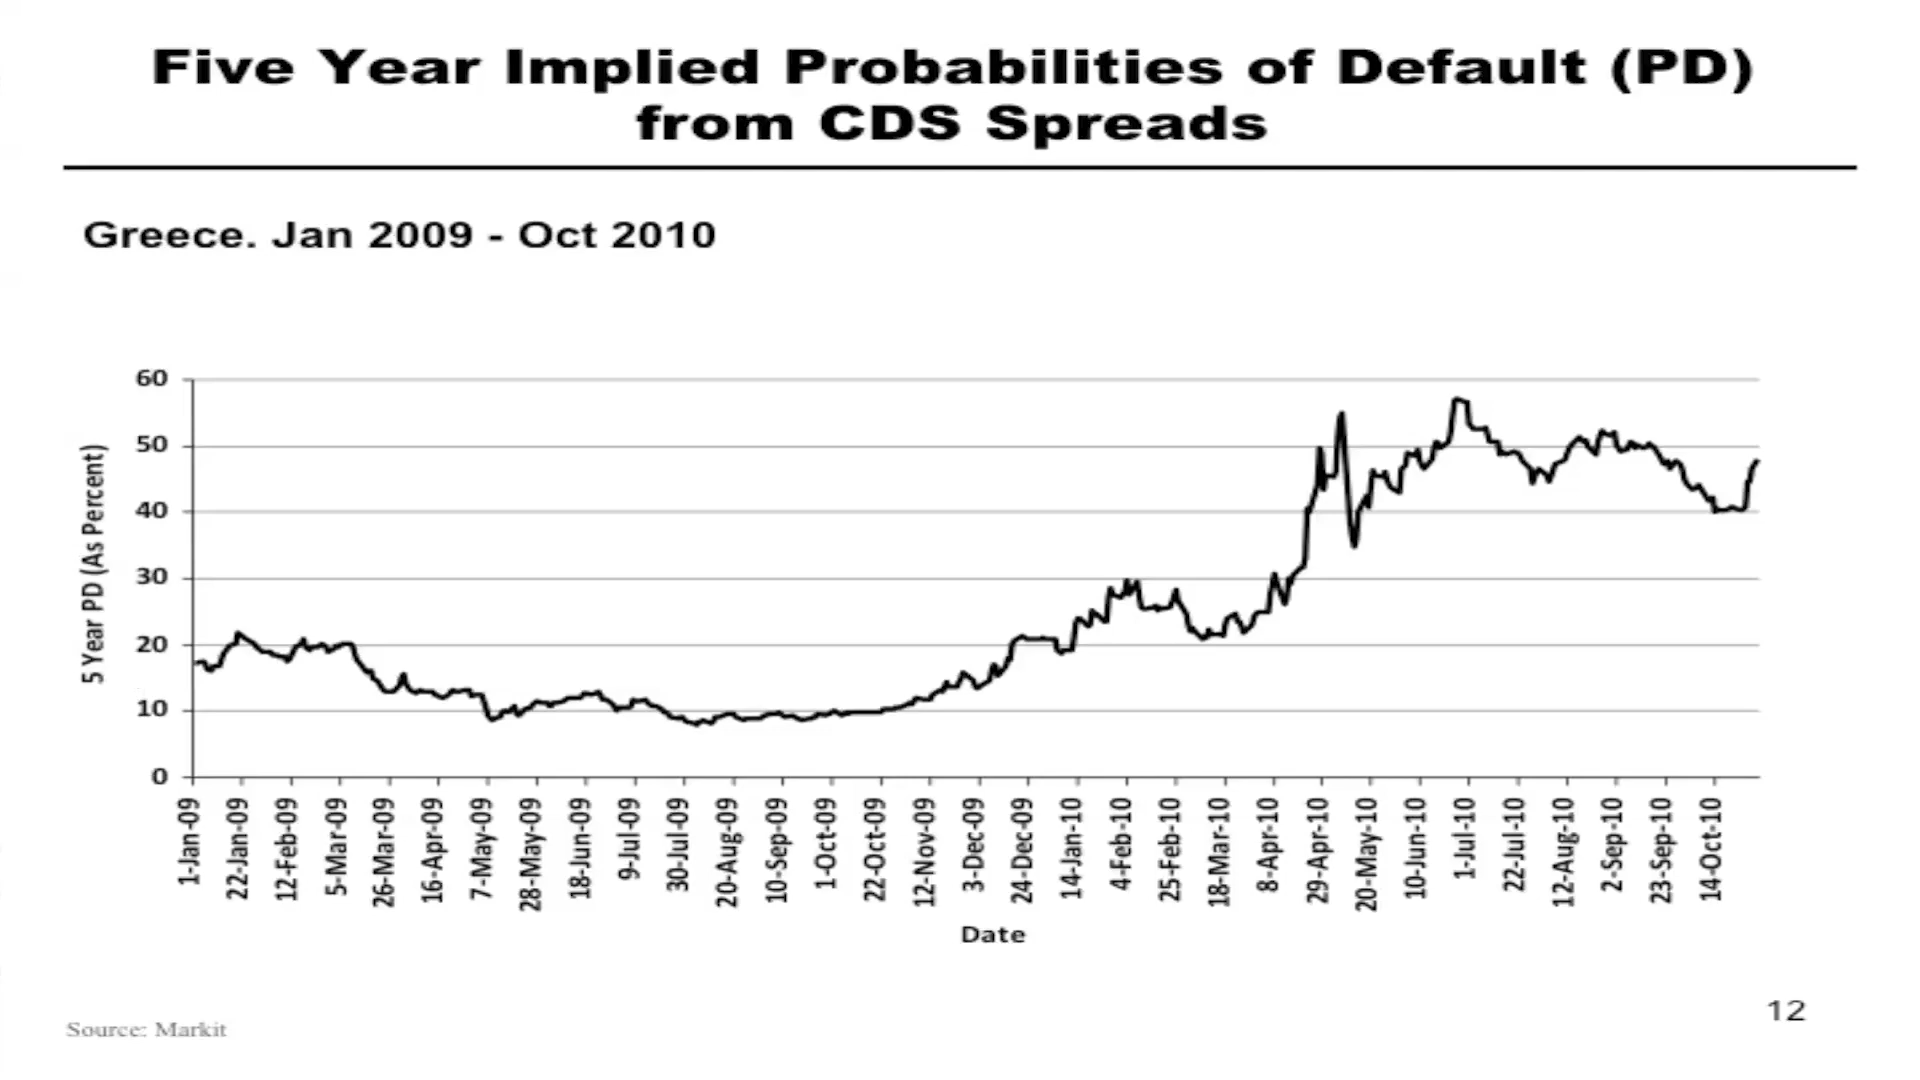 Five Year Implied Probabilities of Default (PD)
from CDS Spreads
Greece. Jan 2009 - Oct 2010
60
50
40
30
20
10
0
5 Year PD (As Percent)
1-Jan-09
22-Jan-09
12-Feb-09
5-Mar-09
26-Mar-09
16-Apr-09
7-May-09
28-May-09
18-Jun-09
9-Jul-09
30-Jul-09
20-Aug-09
10-Sep-09
1-Oct-09
22-Oct-09
12-Nov-09
3-Dec-09
24-Dec-09
14-Jan-10
4-Feb-10
25-Feb-10
18-Mar-10
8-Apr-10
29-Apr-10
20-May-10
10-Jun-10
1-Jul-10
22-Jul-10
12-Aug-10
2-Sep-10
23-Sep-10
14-Oct-10
Date
Source: Markit
12